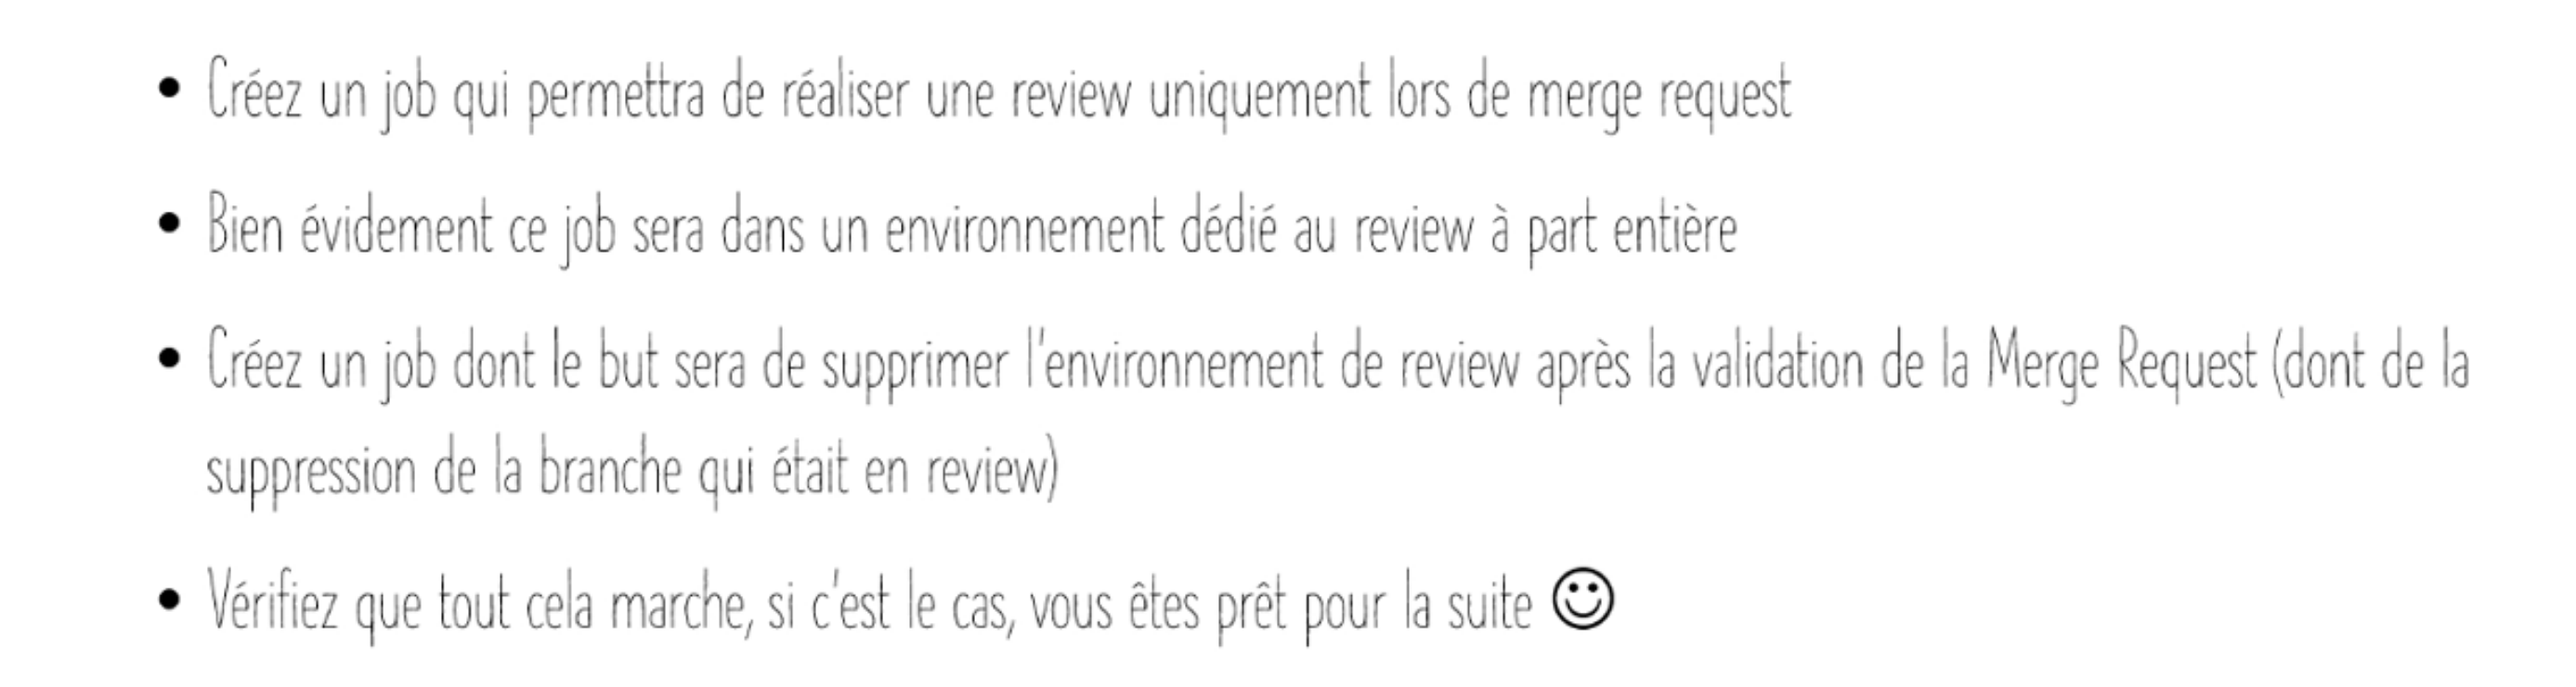 • Créez un job qui permettra de réaliser une review uniquement lors de merge request
• Bien évidement ce job sera dans un environnement dédié au review à part entière
• Créez un job dont le but sera de supprimer l'environnement de review après la validation de la Merge Request (dont de la
suppression de la branche qui était en review)
• Vérifiez que tout cela marche, si c'est le cas, vous êtes prêt pour la suite ☺